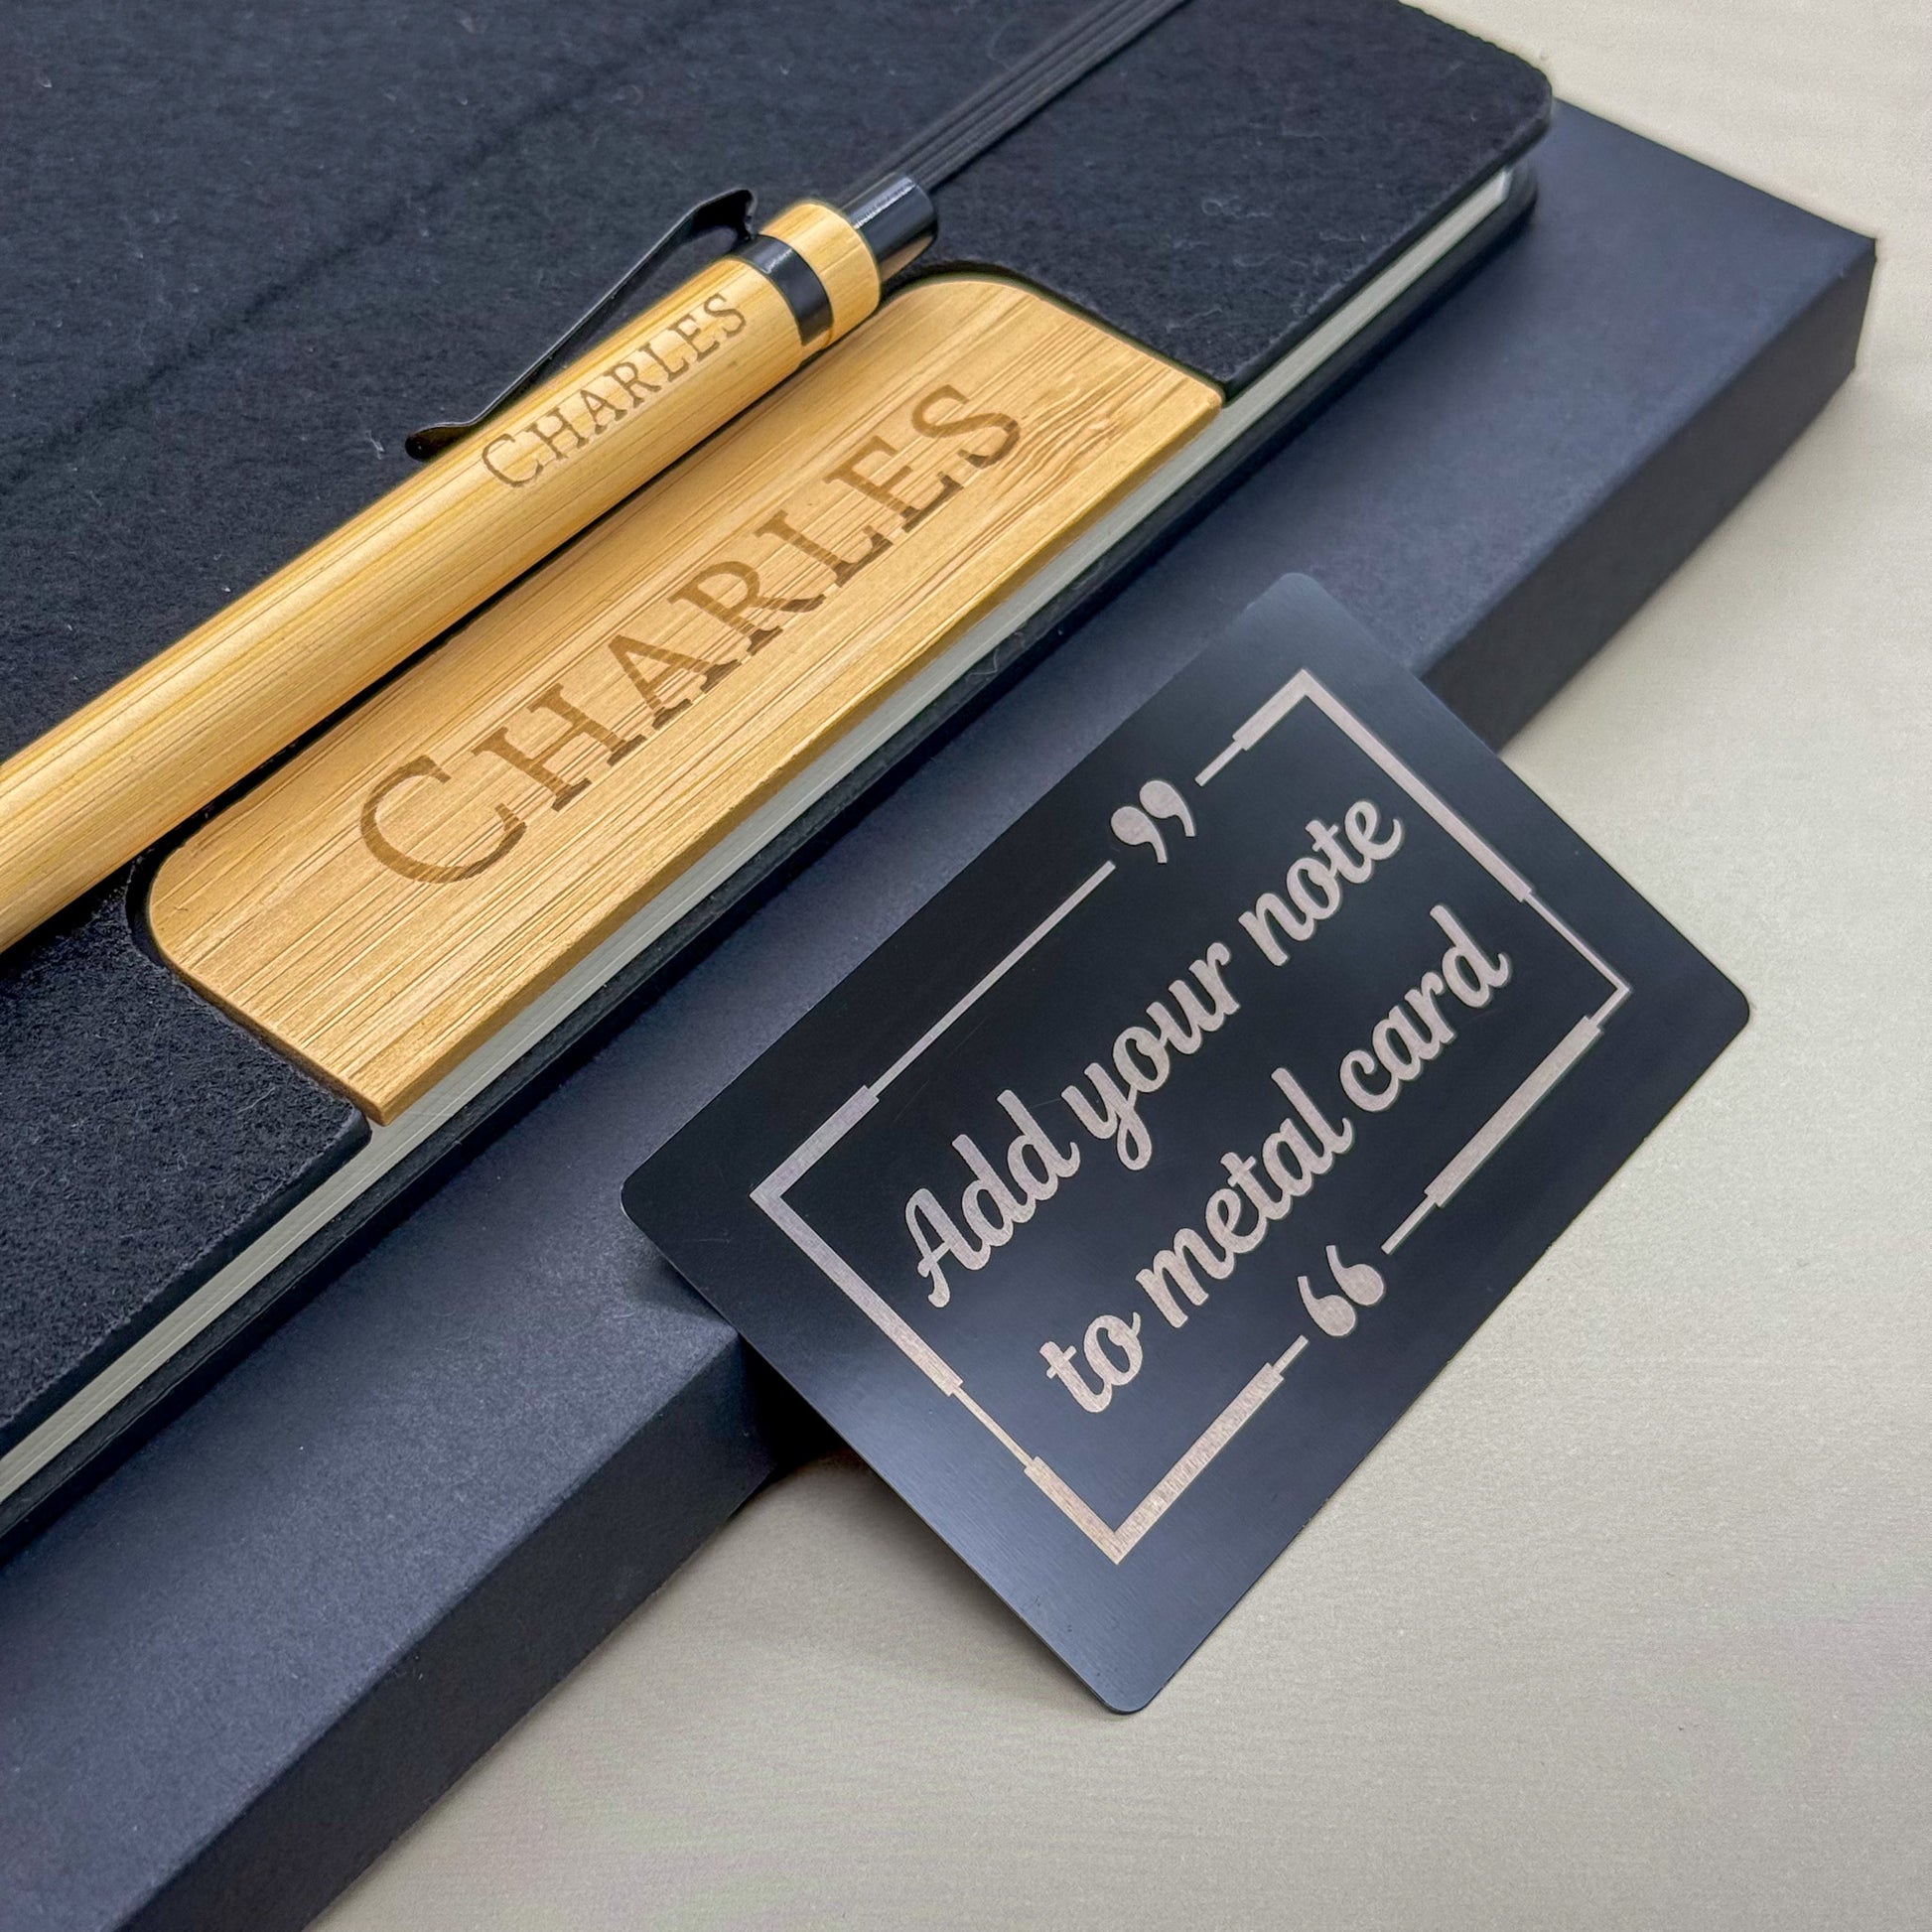 CHARLES
CHARLES
”
Add your note
to metal card
“